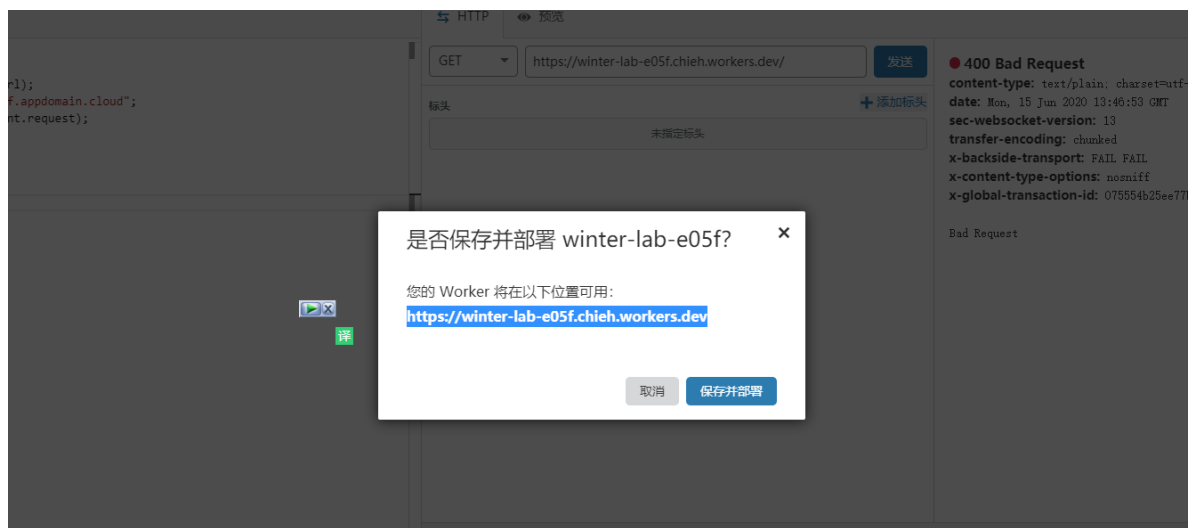 HTTP 预览
GET https://winter-lab-e05f.chieh.workers.dev/ 发送
标头 添加标头
未指定标头
rl);
f.appdomain.cloud";
nt.request);
400 Bad Request
content-type: text/plain; charset=utf-
date: Mon, 15 Jun 2020 13:46:53 GMT
sec-websocket-version: 13
transfer-encoding: chunked
x-backside-transport: FAIL FAIL
x-content-type-options: nosniff
x-global-transaction-id: 075554b25ee77
Bad Request
是否保存并部署 winter-lab-e05f? ×
您的 Worker 将在以下位置可用:
https://winter-lab-e05f.chieh.workers.dev
取消 保存并部署
译